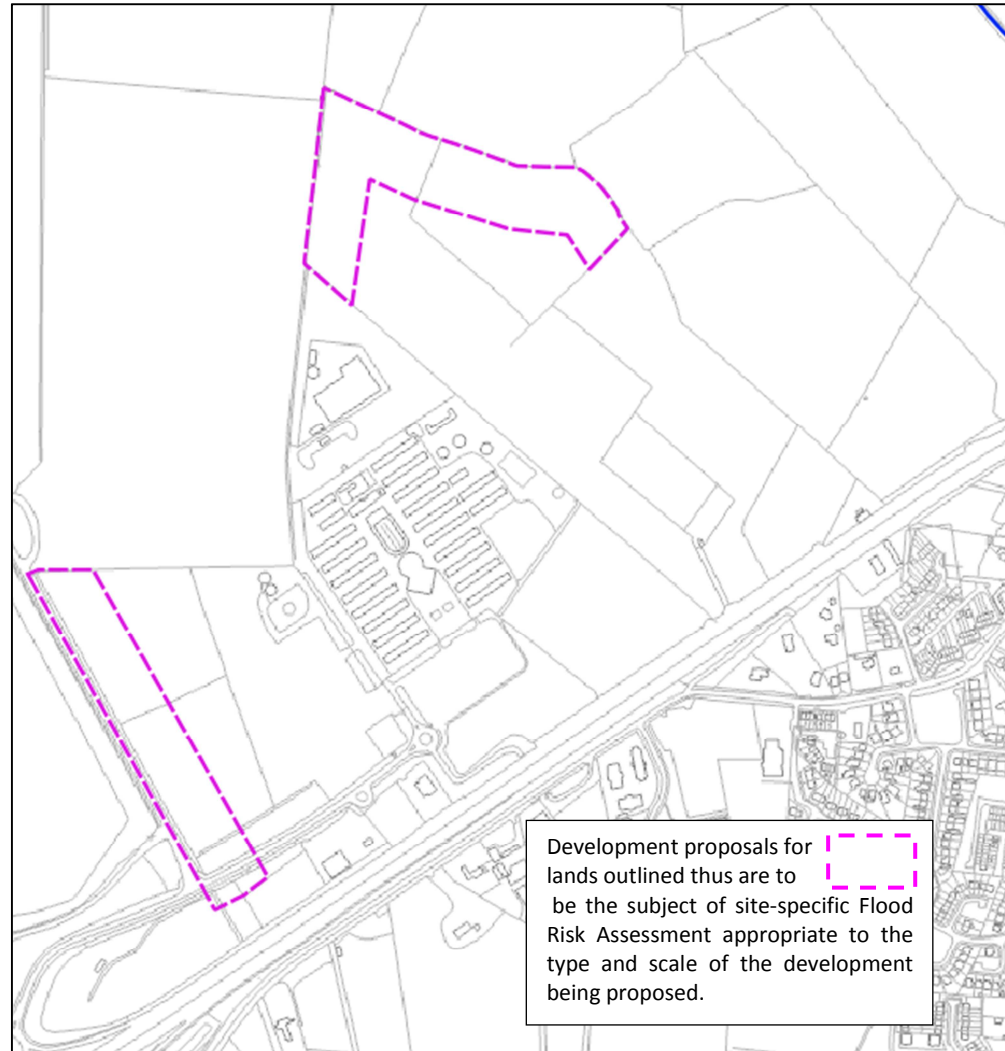 Development proposals for
lands outlined thus are to
be the subject of site-specific Flood
Risk Assessment appropriate to the
type and scale of the development
being proposed.